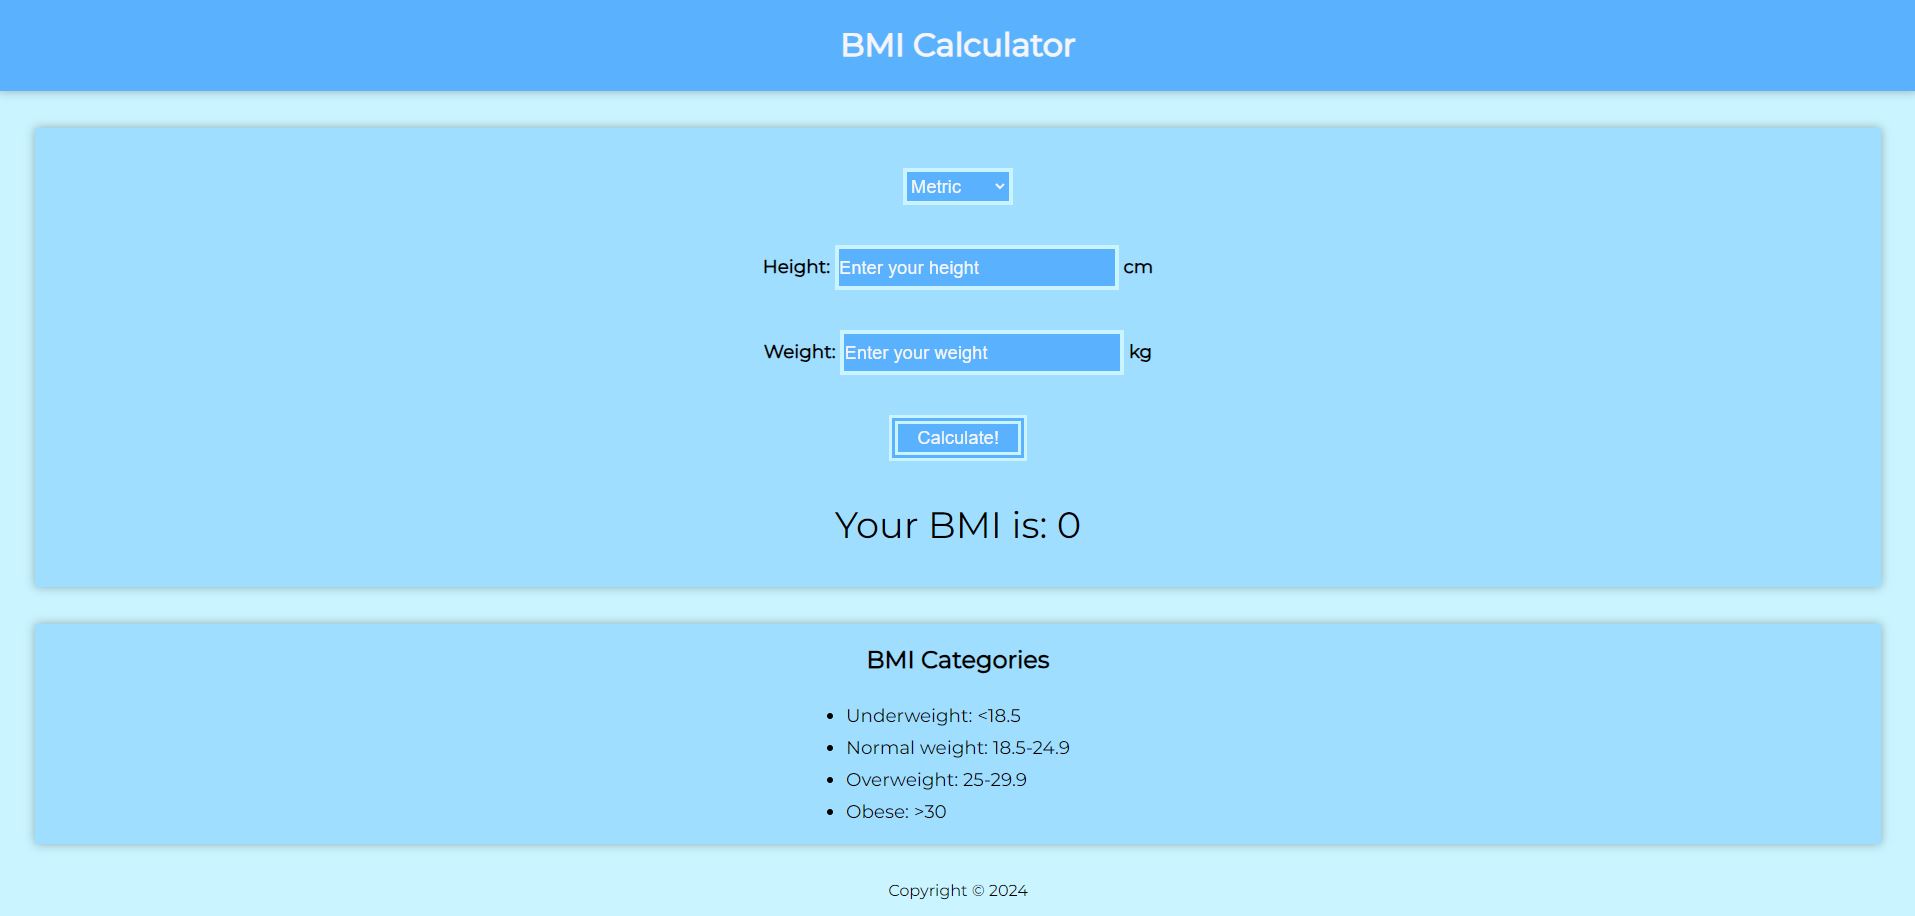 BMI Calculator
Metric
Height: Enter your height cm
Weight: Enter your weight kg
Calculate!
Your BMI is: 0
BMI Categories
• Underweight: <18.5
• Normal weight: 18.5-24.9
• Overweight: 25-29.9
• Obese: >30
Copyright © 2024